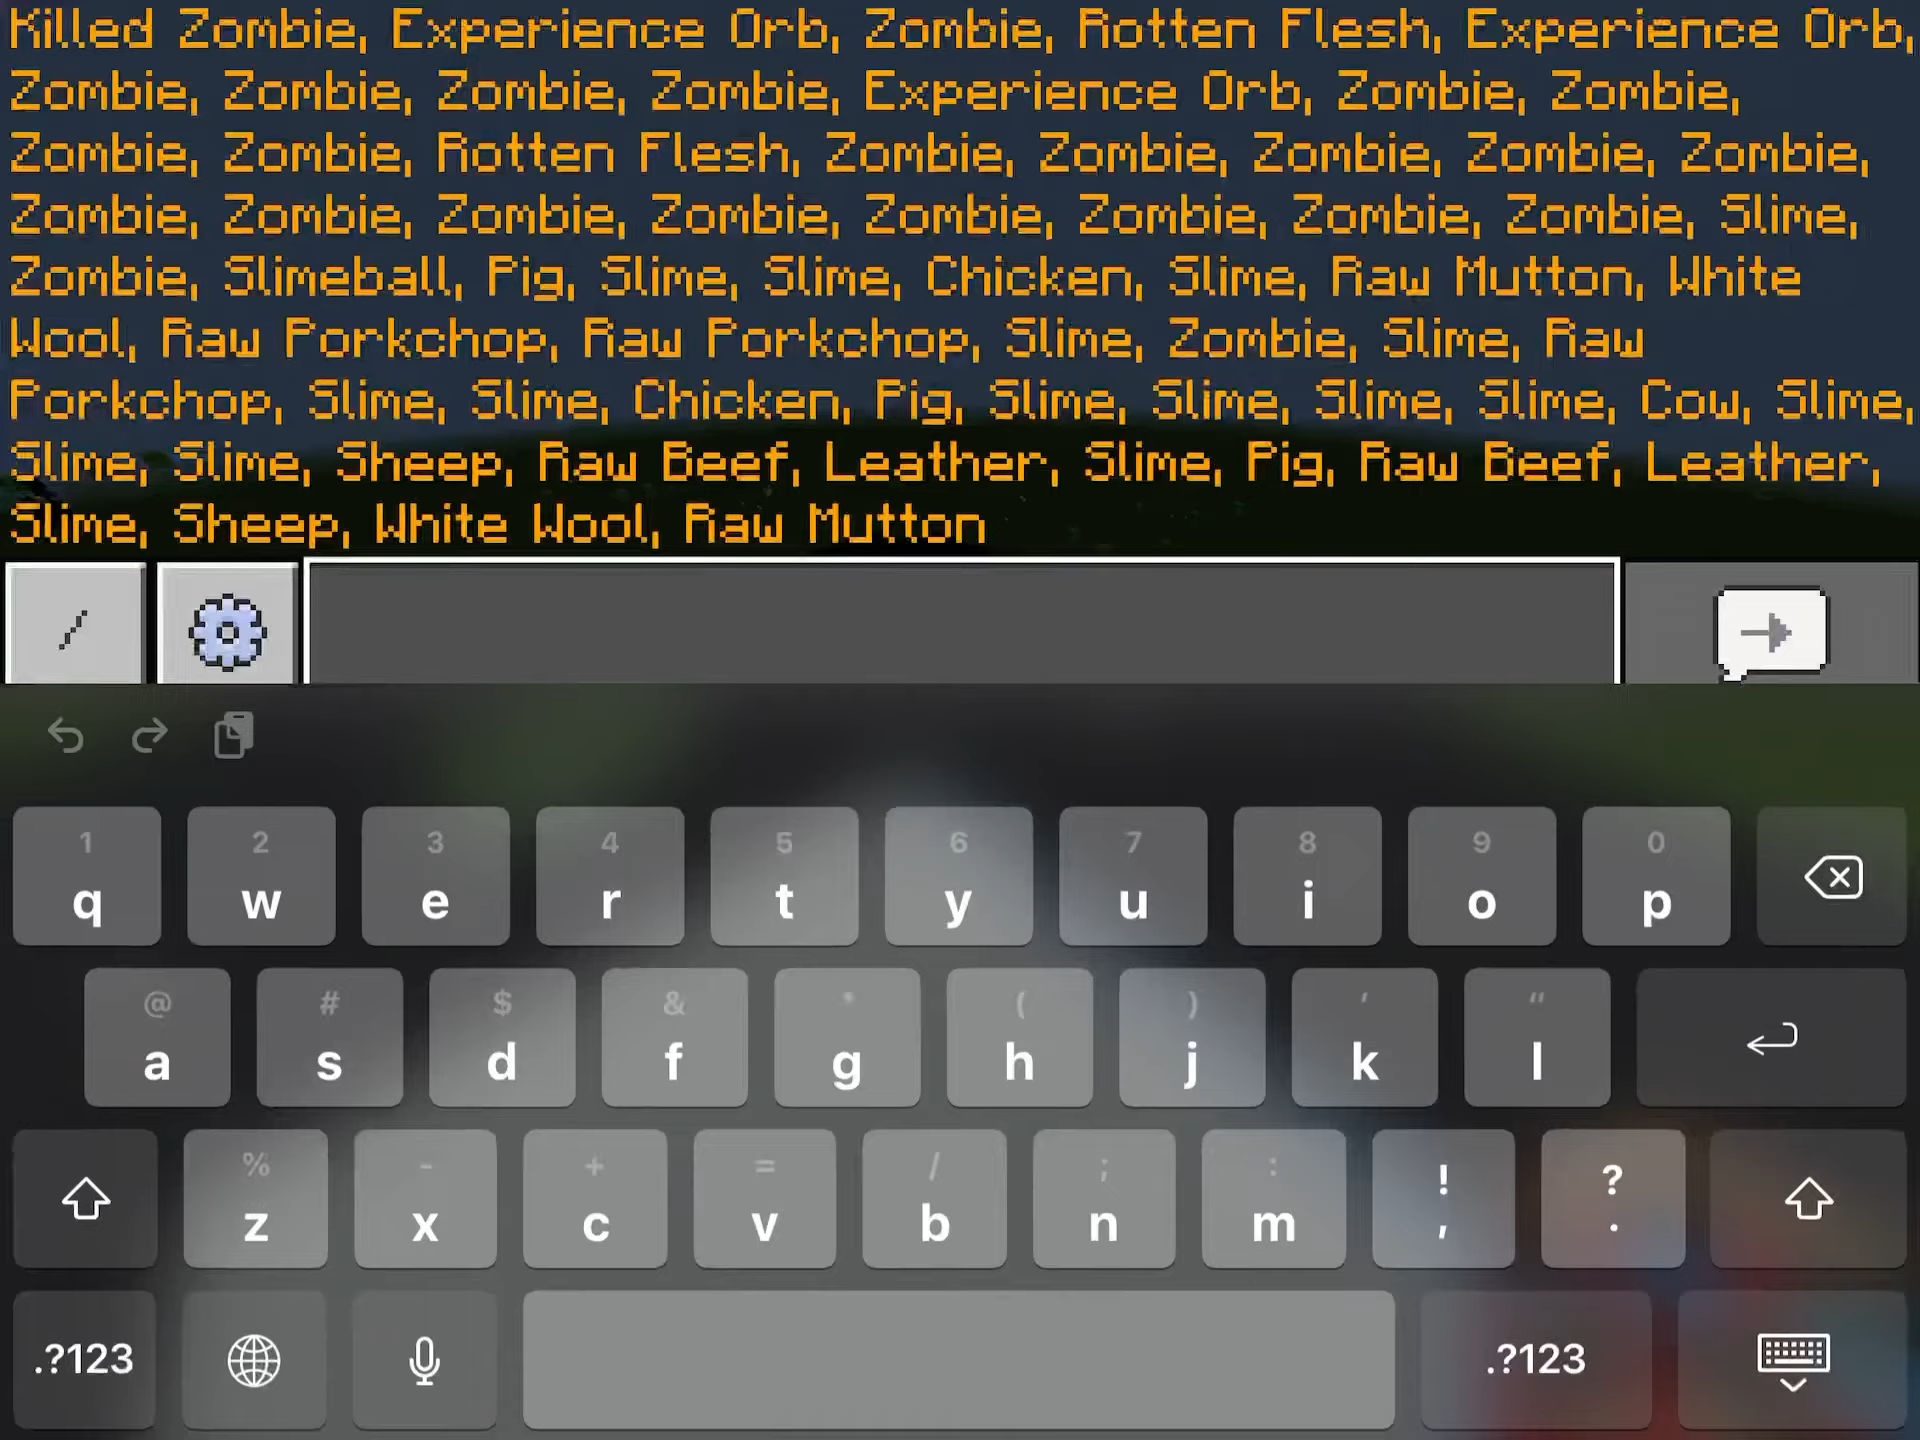 Killed Zombie, Experience Orb, Zombie, Rotten Flesh, Experience Orb,
Zombie, Zombie, Zombie, Zombie, Experience Orb, Zombie, Zombie,
Zombie, Zombie, Rotten Flesh, Zombie, Zombie, Zombie, Zombie, Zombie,
Zombie, Zombie, Zombie, Zombie, Zombie, Zombie, Zombie, Zombie, Slime,
Zombie, Slimeball, Pig, Slime, Slime, Chicken, Slime, Raw Mutton, White
Wool, Raw Porkchop, Raw Porkchop, Slime, Zombie, Slime, Raw
Porkchop, Slime, Slime, Chicken, Pig, Slime, Slime, Slime, Slime, Cow, Slime,
Slime, Slime, Sheep, Raw Beef, Leather, Slime, Pig, Raw Beef, Leather,
Slime, Sheep, White Wool, Raw Mutton
/
1 2 3 4 5 6 7 8 9 0
q w e r t y u i o p
@ # $ & * ( ) ' "
a s d f g h j k l
% - + = / ; : ! ?
z x c v b n m , .
.?123 .?123